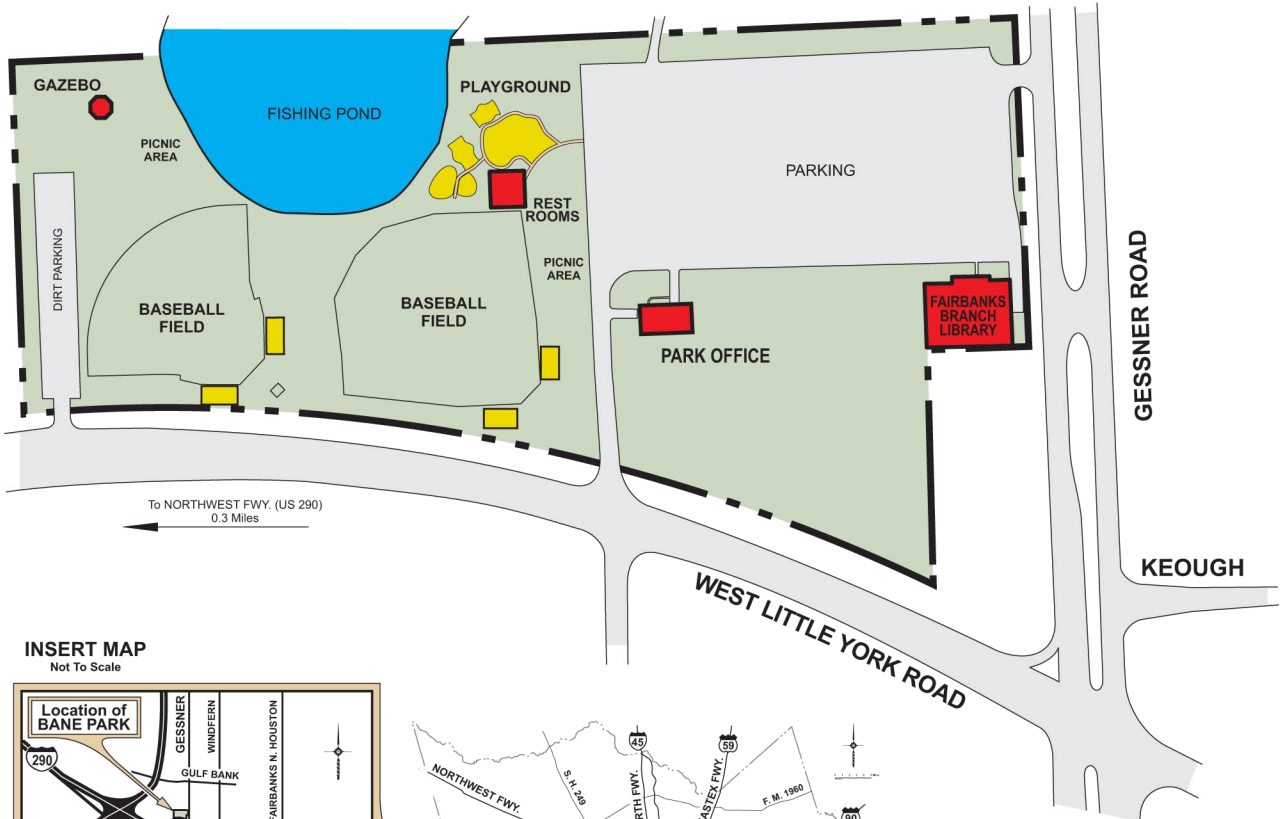 GAZEBO
PICNIC
AREA
FISHING POND
PLAYGROUND
REST
ROOMS
PICNIC
AREA
PARKING
DIRT PARKING
BASEBALL
FIELD
BASEBALL
FIELD
PARK OFFICE
FAIRBANKS
BRANCH
LIBRARY
GESSNER ROAD
KEOUGH
WEST LITTLE YORK ROAD
To NORTHWEST FWY. (US 290)
0.3 Miles
INSERT MAP
Not To Scale
Location of
BANE PARK
290
GESSNER
WINDFERN
FAIRBANKS N. HOUSTON
GULF BANK
NORTHWEST FWY.
S. H. 249
45
59
F. M. 1960
90